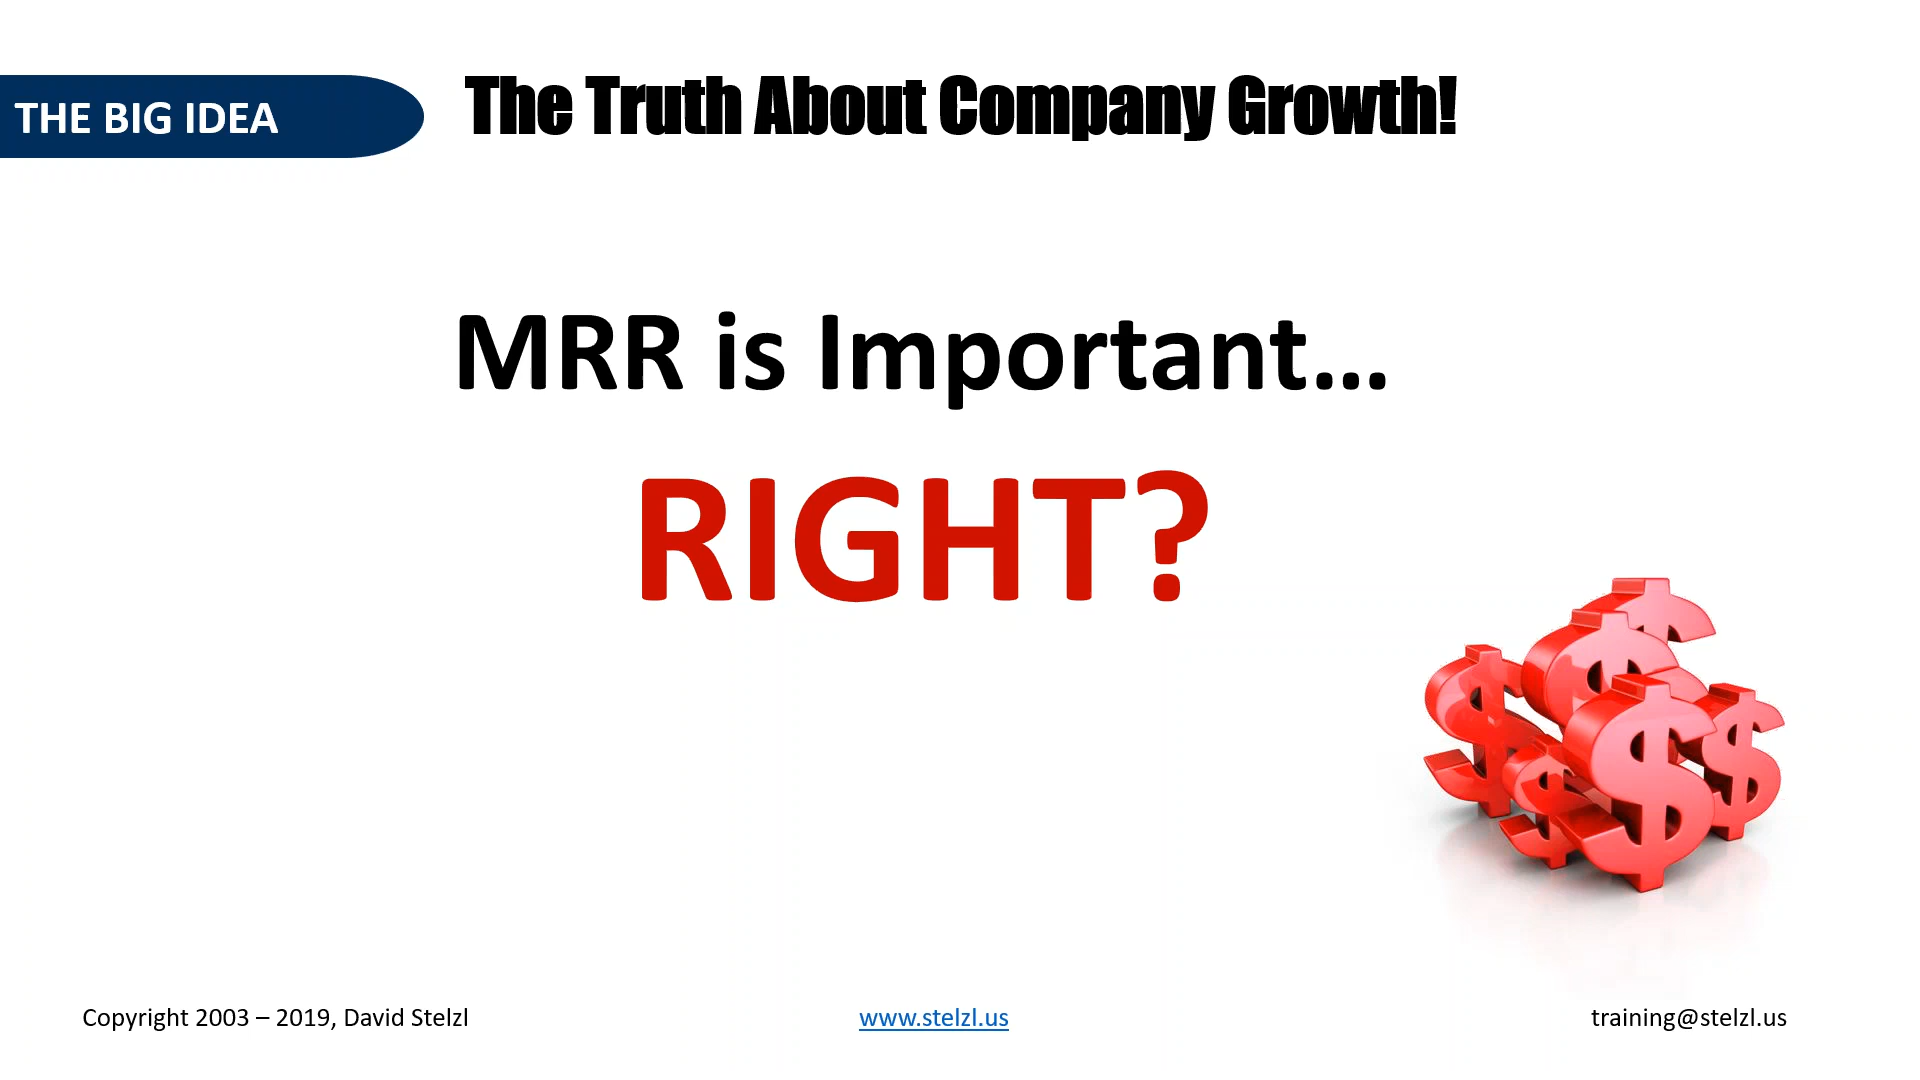 THE BIG IDEA
The Truth About Company Growth!
MRR is Important…
RIGHT?
Copyright 2003 – 2019, David Stelzl
www.stelzl.us
training@stelzl.us